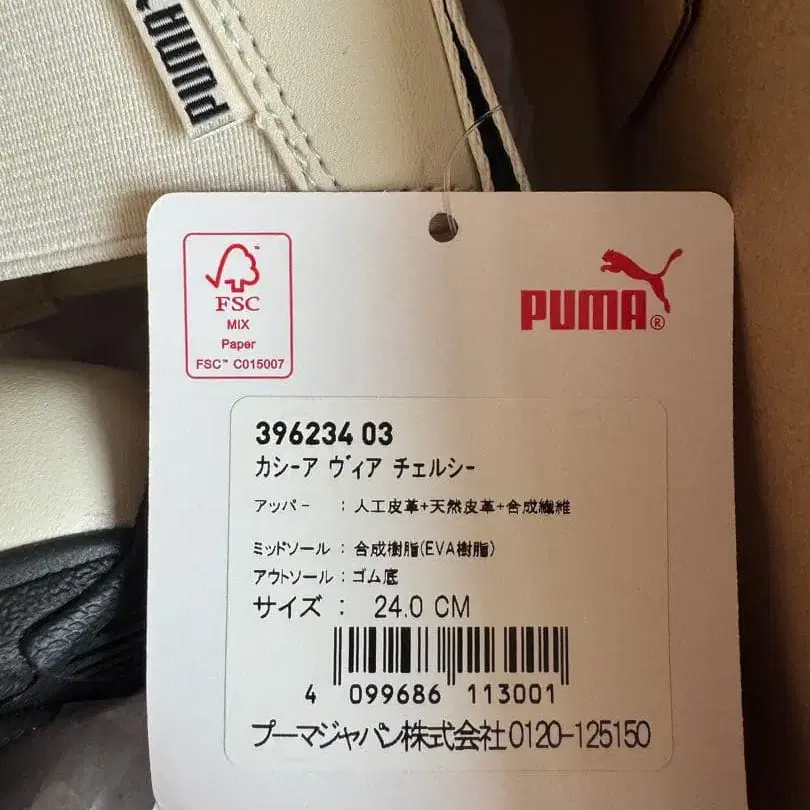 PUMA
FSC
MIX
Paper
FSC™ C015007
PUMA®
396234 03
カシーア ヴィア チェルシー
アッパー : 人工皮革+天然皮革+合成繊維
ミッドソール : 合成樹脂(EVA樹脂)
アウトソール : ゴム底
サイズ : 24.0 CM
4 099686 113001
プーマジャパン株式会社0120-125150